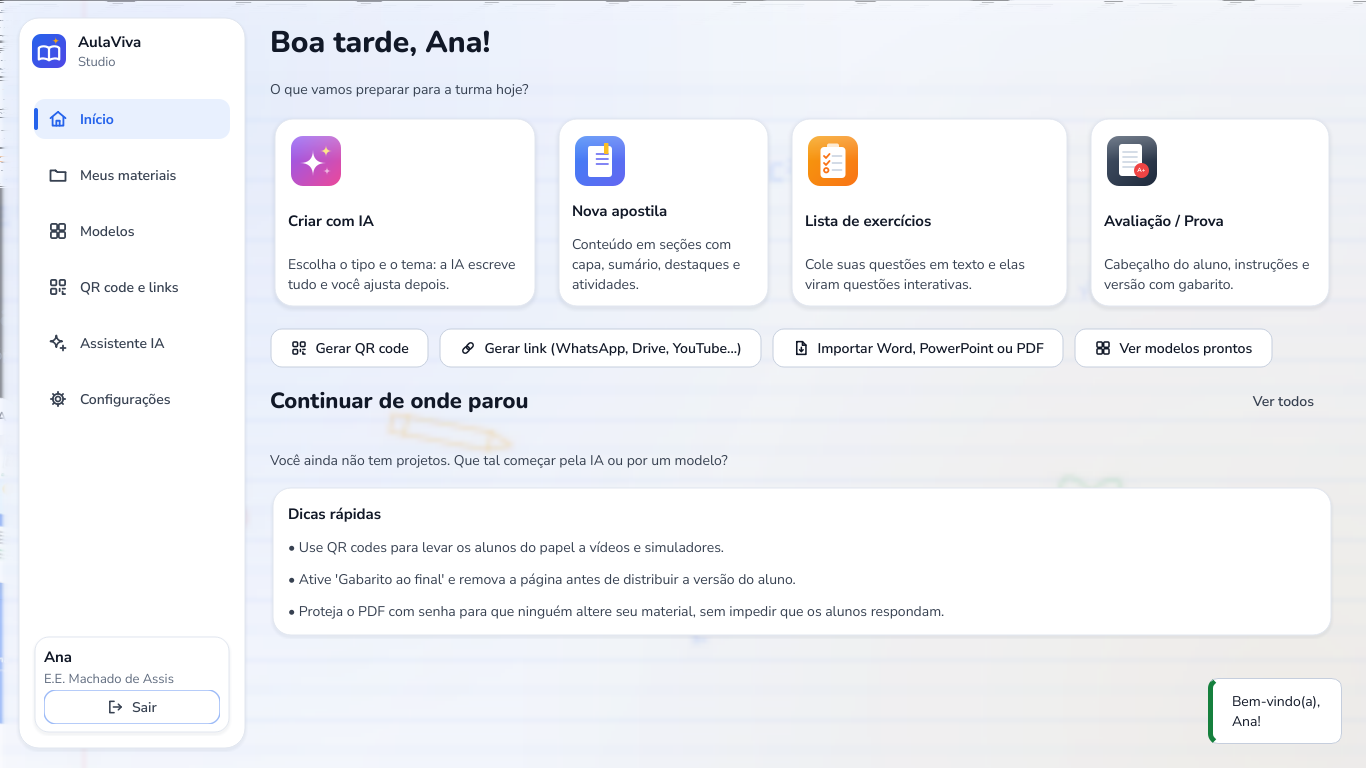 AulaViva
Studio
Início
Meus materiais
Modelos
QR code e links
Assistente IA
Configurações
Ana
E.E. Machado de Assis
Sair
Boa tarde, Ana!
O que vamos preparar para a turma hoje?
Criar com IA
Escolha o tipo e o tema: a IA escreve
tudo e você ajusta depois.
Nova apostila
Conteúdo em seções com
capa, sumário, destaques e
atividades.
Lista de exercícios
Cole suas questões em texto e elas
viram questões interativas.
A+
Avaliação / Prova
Cabeçalho do aluno, instruções e
versão com gabarito.
Gerar QR code
Gerar link (WhatsApp, Drive, YouTube…)
Importar Word, PowerPoint ou PDF
Ver modelos prontos
Continuar de onde parou
Ver todos
Você ainda não tem projetos. Que tal começar pela IA ou por um modelo?
Dicas rápidas
• Use QR codes para levar os alunos do papel a vídeos e simuladores.
• Ative 'Gabarito ao final' e remova a página antes de distribuir a versão do aluno.
• Proteja o PDF com senha para que ninguém altere seu material, sem impedir que os alunos respondam.
Bem-vindo(a),
Ana!